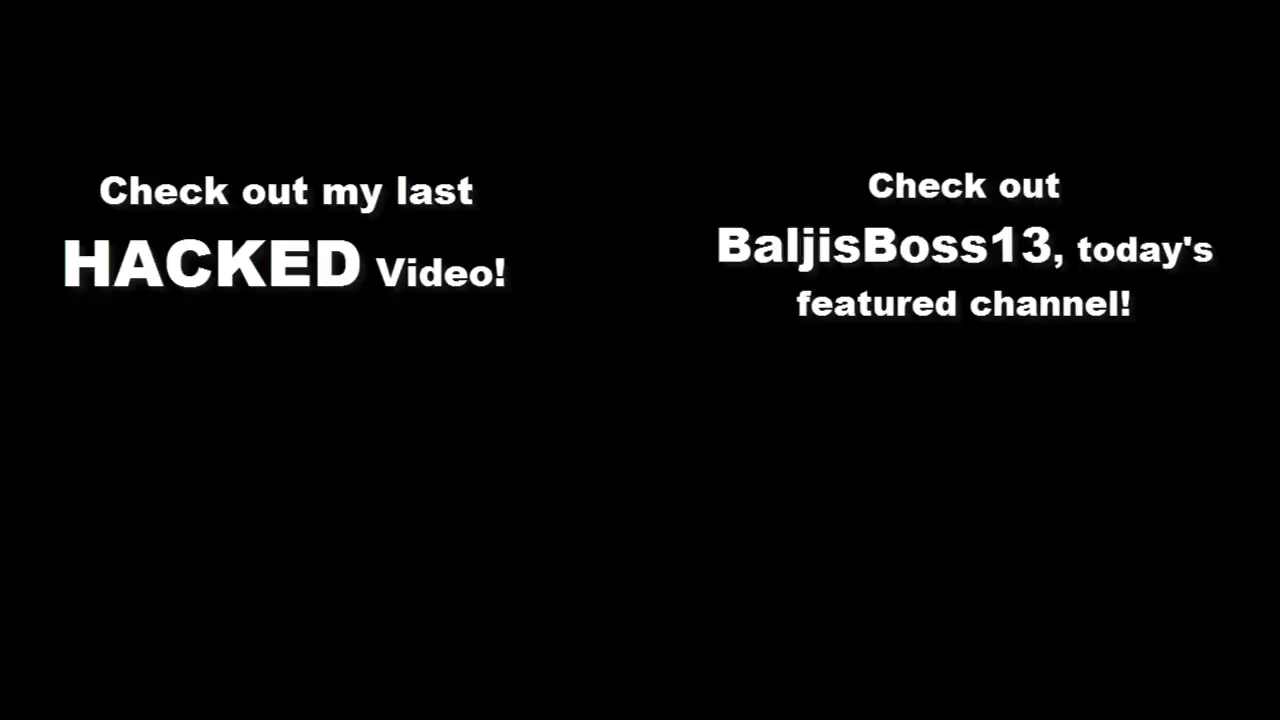 Check out my last
HACKED Video!
Check out
BaljisBoss13, today's
featured channel!